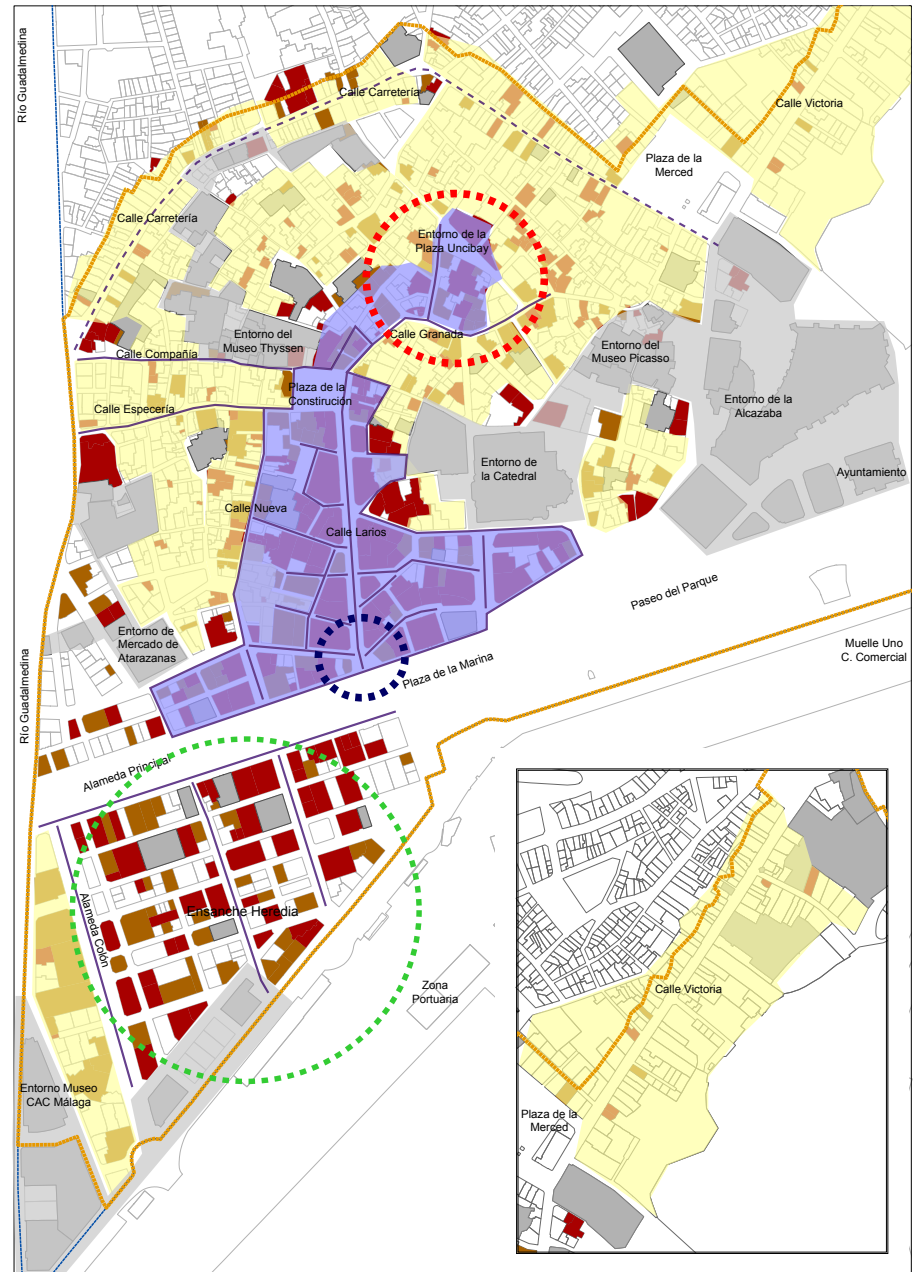 Río Guadalmedina
Calle Carretería
Calle Victoria
Plaza de la
Merced
Calle Carretería
Entorno de la
Plaza Uncibay
Entorno del
Museo Thyssen
Calle Granada
Entorno del
Museo Picasso
Calle Compañía
Plaza de la
Constirución
Entorno de la
Alcazaba
Calle Especería
Entorno de
la Catedral
Ayuntamiento
Calle Nueva
Calle Larios
Paseo del Parque
Entorno de
Mercado de
Atarazanas
Río Guadalmedina
Plaza de la Marina
Muelle Uno
C. Comercial
Alameda Principal
Alameda Colón
Ensanche Heredia
Zona
Portuaria
Entorno Museo
CAC Málaga
Calle Victoria
Plaza de la
Merced